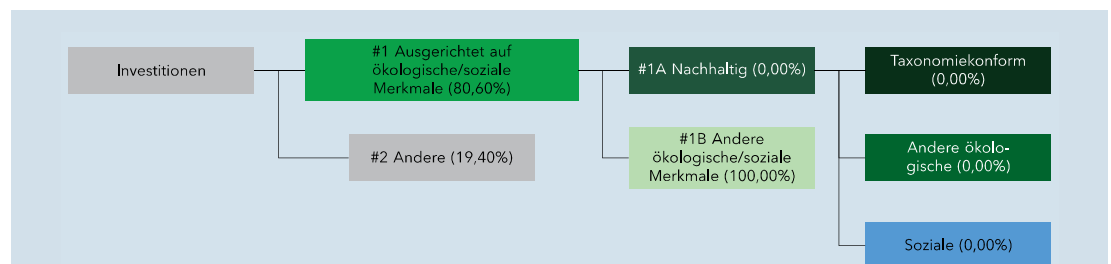 Investitionen
#1 Ausgerichtet auf
ökologische/soziale
Merkmale (80,60%)
#2 Andere (19,40%)
#1A Nachhaltig (0,00%)
#1B Andere
ökologische/soziale
Merkmale (100,00%)
Taxonomiekonform
(0,00%)
Andere ökolo-
gische (0,00%)
Soziale (0,00%)